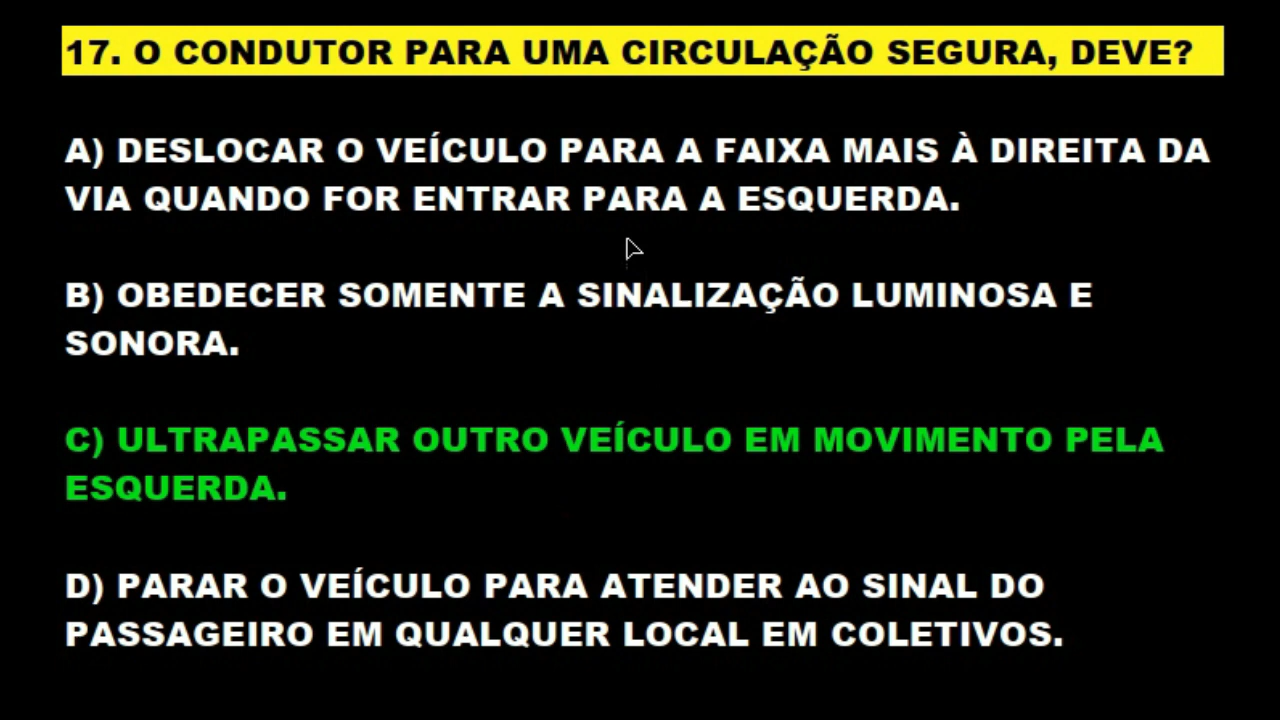 17. O CONDUTOR PARA UMA CIRCULAÇÃO SEGURA, DEVE?
A) DESLOCAR O VEÍCULO PARA A FAIXA MAIS À DIREITA DA
VIA QUANDO FOR ENTRAR PARA A ESQUERDA.
B) OBEDECER SOMENTE A SINALIZAÇÃO LUMINOSA E
SONORA.
C) ULTRAPASSAR OUTRO VEÍCULO EM MOVIMENTO PELA
ESQUERDA.
D) PARAR O VEÍCULO PARA ATENDER AO SINAL DO
PASSAGEIRO EM QUALQUER LOCAL EM COLETIVOS.